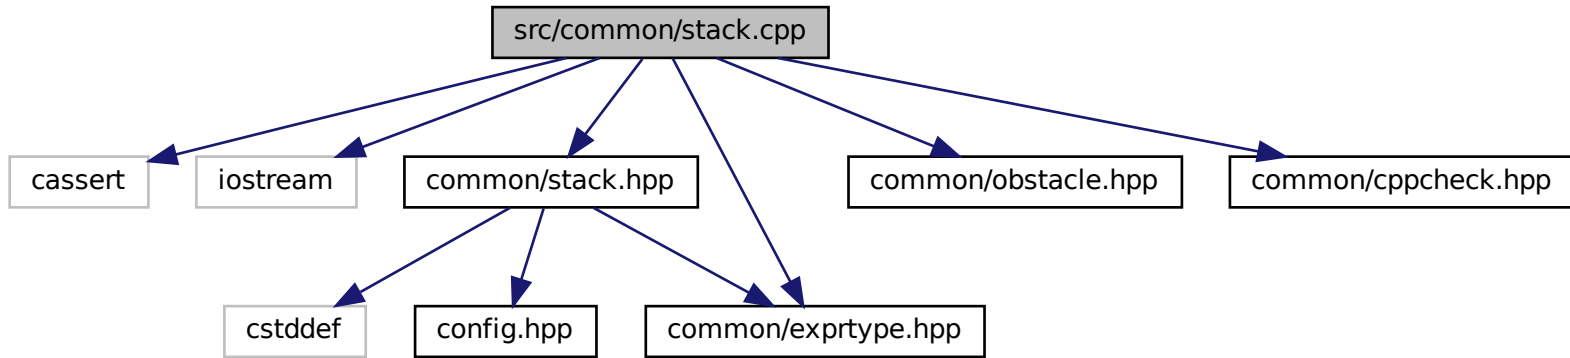 src/common/stack.cpp
cassert
iostream
common/stack.hpp
common/obstacle.hpp
common/cppcheck.hpp
cstddef
config.hpp
common/exprtype.hpp